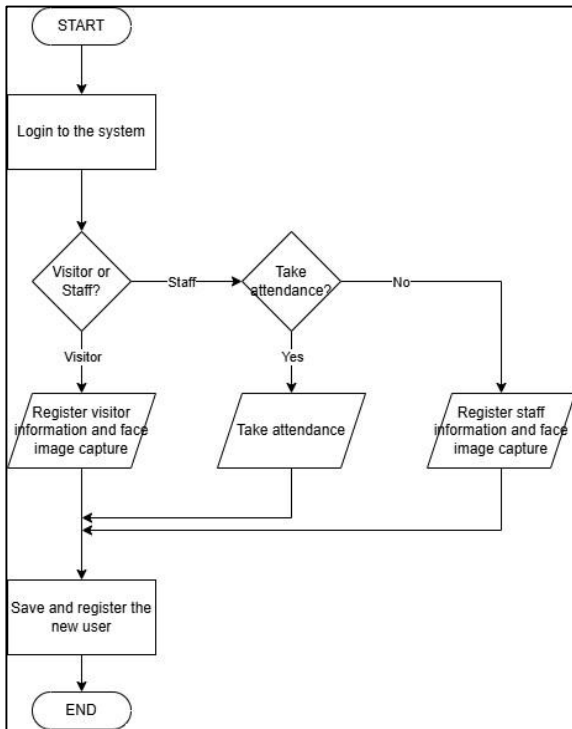 START
Login to the system
Visitor or
Staff?
Staff
Take
attendance?
No
Visitor
Yes
Register visitor
information and face
image capture
Take attendance
Register staff
information and face
image capture
Save and register the
new user
END